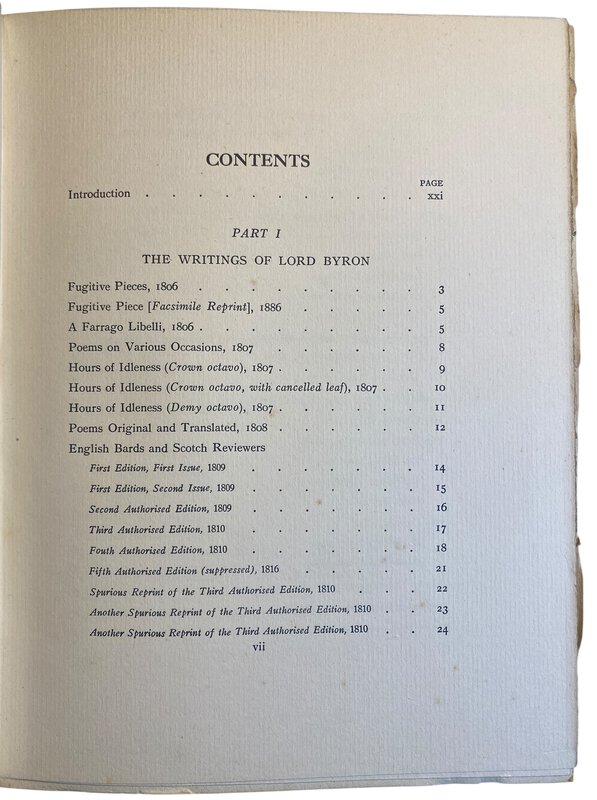 CONTENTS
PAGE
Introduction . . . . . . . . . . . xxi
PART I
THE WRITINGS OF LORD BYRON
Fugitive Pieces, 1806 . . . . . . . . . 3
Fugitive Piece [Facsimile Reprint], 1886 . . . . . 5
A Farrago Libelli, 1806 . . . . . . . . . 5
Poems on Various Occasions, 1807 . . . . . . 8
Hours of Idleness (Crown octavo), 1807 . . . . . . 9
Hours of Idleness (Crown octavo, with cancelled leaf), 1807 . . 10
Hours of Idleness (Demy octavo), 1807 . . . . . . 11
Poems Original and Translated, 1808 . . . . . . 12
English Bards and Scotch Reviewers
First Edition, First Issue, 1809 . . . . . . . 14
First Edition, Second Issue, 1809 . . . . . . . 15
Second Authorised Edition, 1809 . . . . . . . 16
Third Authorised Edition, 1810 . . . . . . . 17
Fouth Authorised Edition, 1810 . . . . . . . 18
Fifth Authorised Edition (suppressed), 1816 . . . . . 21
Spurious Reprint of the Third Authorised Edition, 1810 . . . 22
Another Spurious Reprint of the Third Authorised Edition, 1810 . . 23
Another Spurious Reprint of the Third Authorised Edition, 1810 . . 24
vii